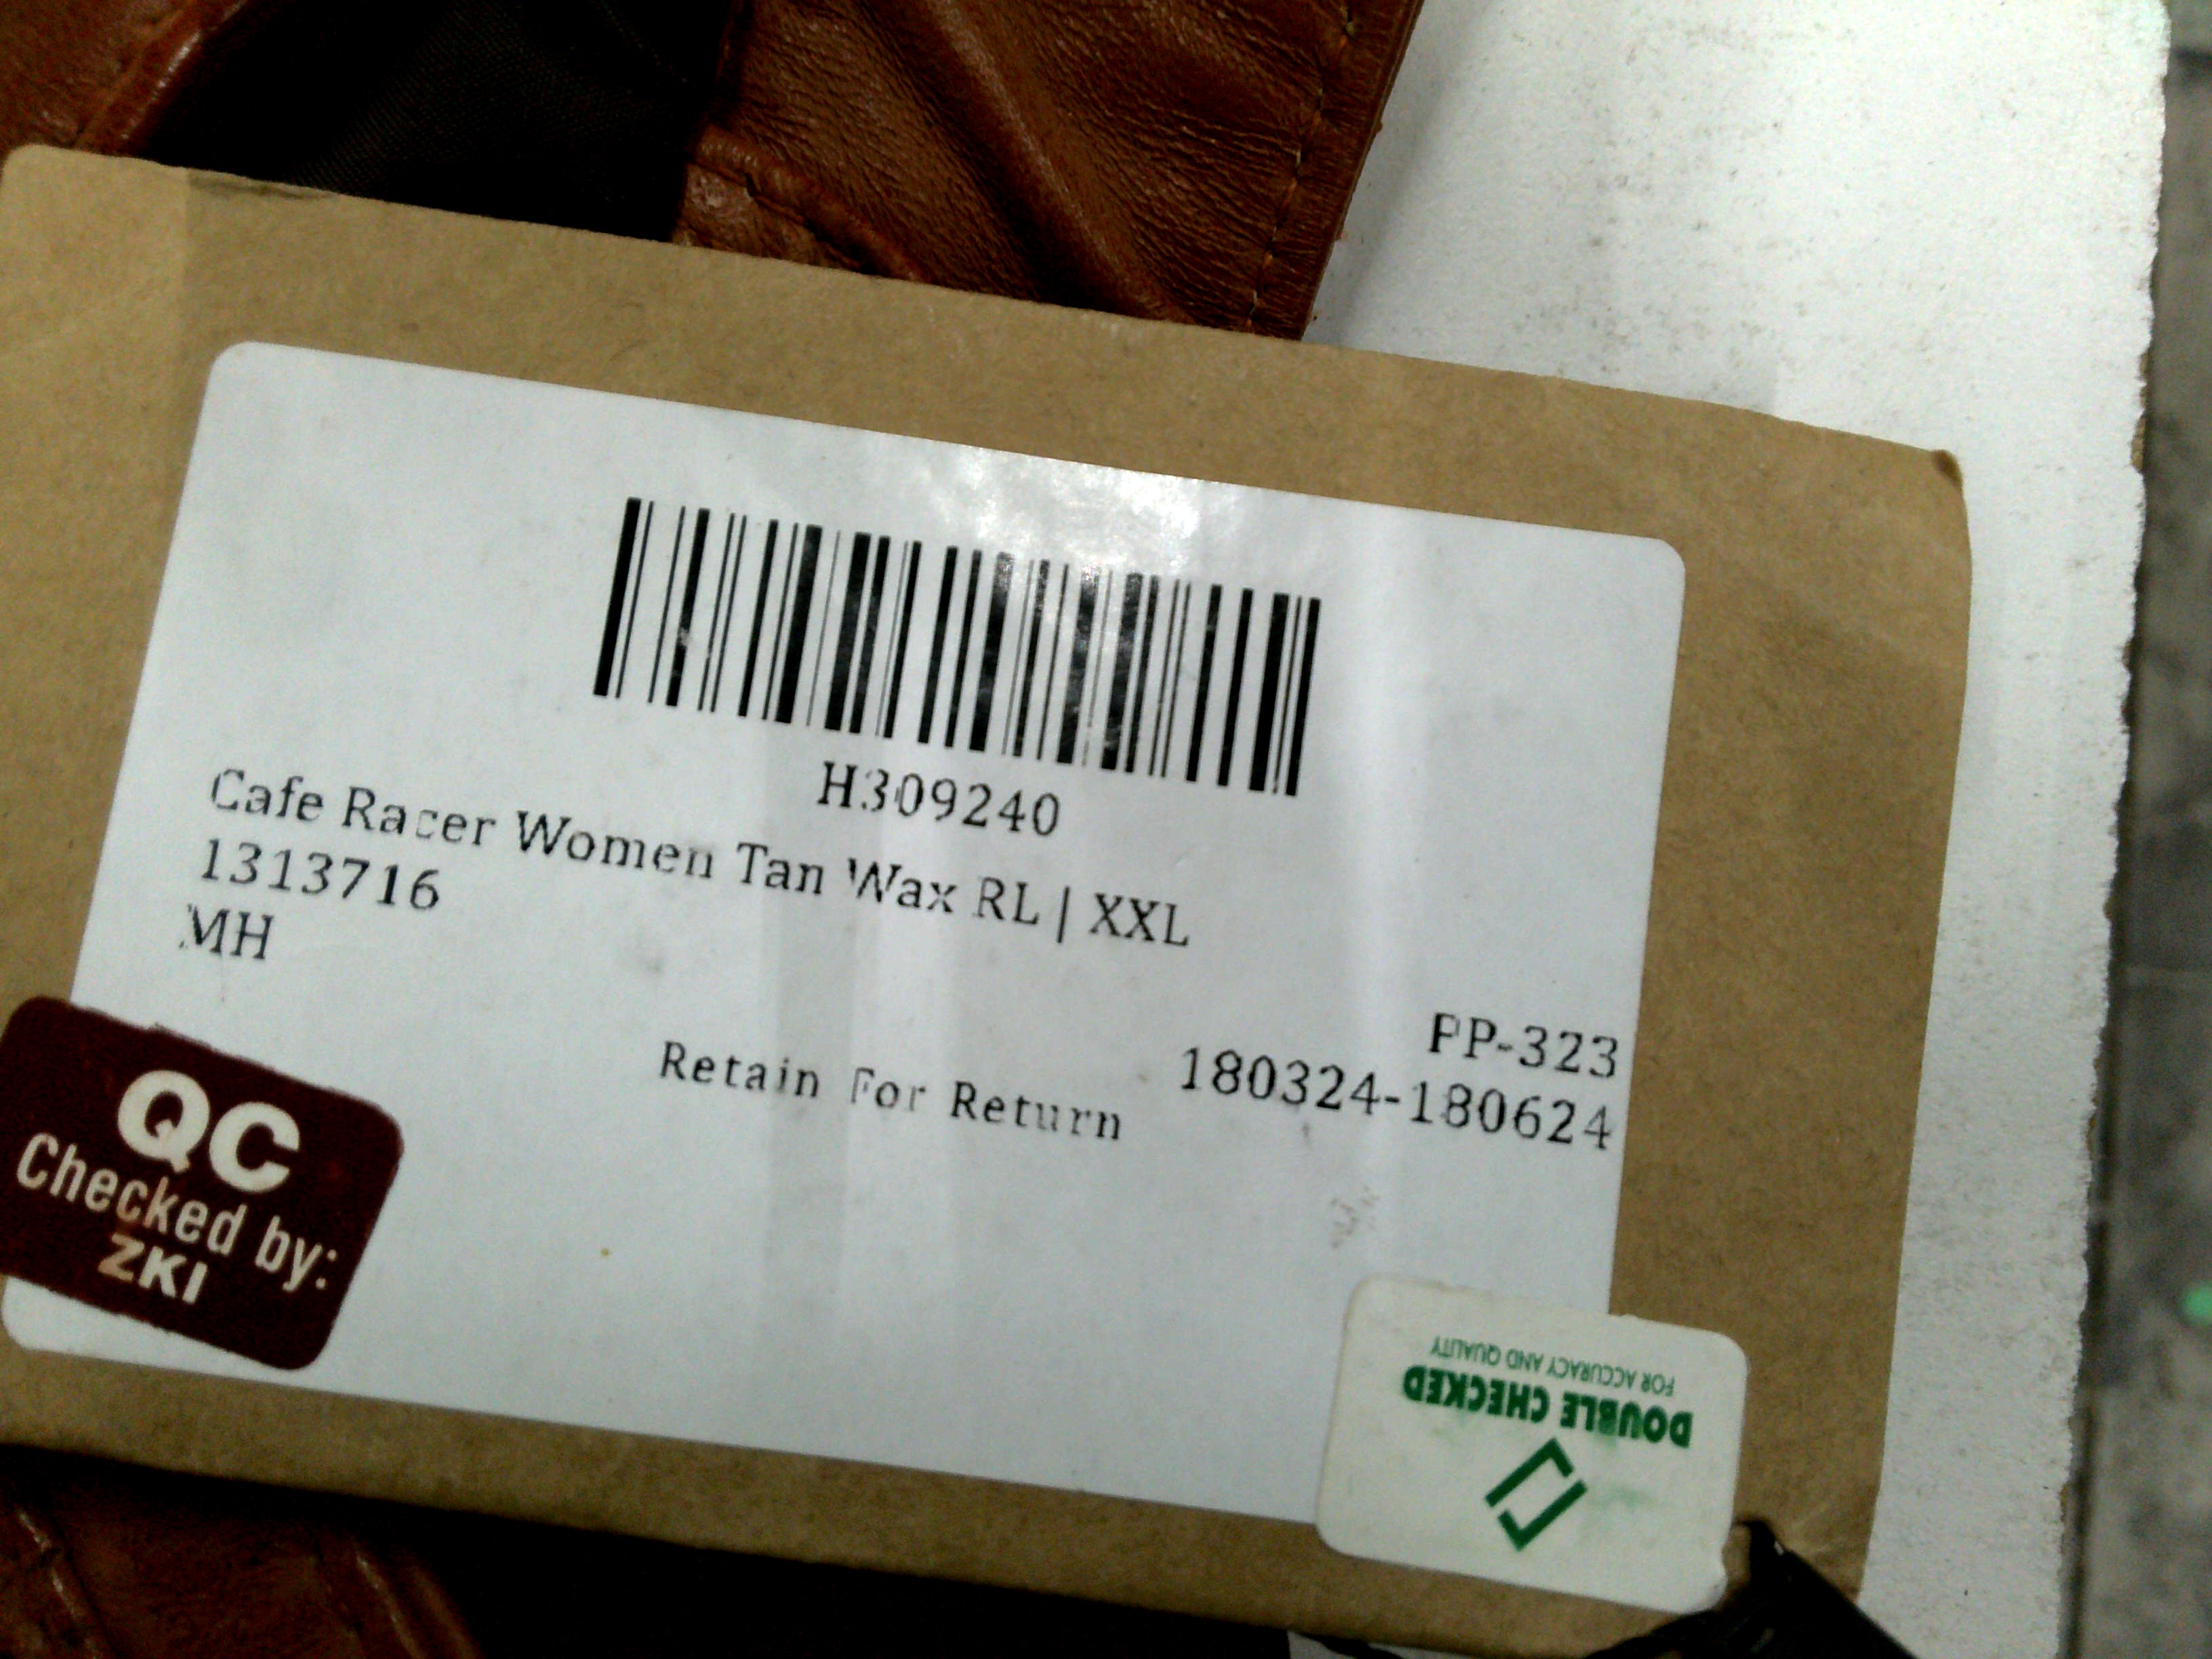 H309240
Cafe Racer Women Tan Wax RL | XXL
1313716
MH
PP-323
180324-180624
Retain For Return
QC
Checked by:
ZKI
DOUBLE CHECKED
FOR ACCURACY AND QUALITY